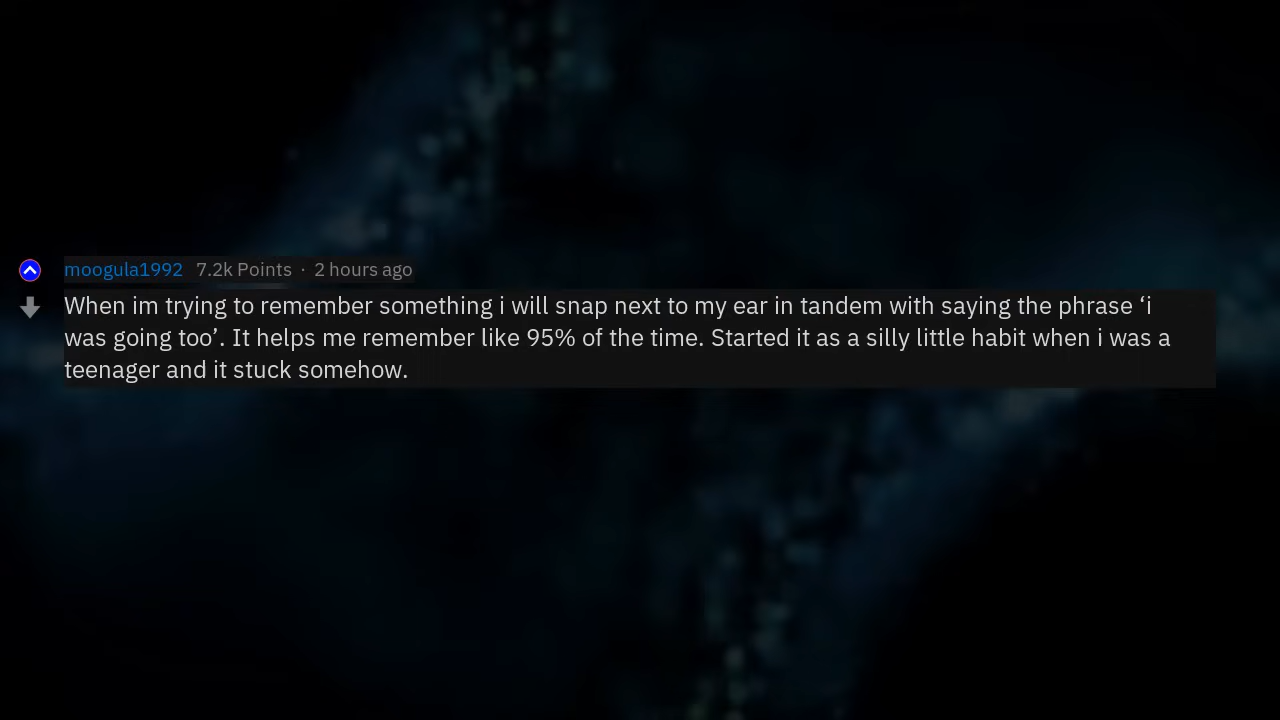 moogula1992 7.2k Points · 2 hours ago
When im trying to remember something i will snap next to my ear in tandem with saying the phrase ‘i
was going too’. It helps me remember like 95% of the time. Started it as a silly little habit when i was a
teenager and it stuck somehow.